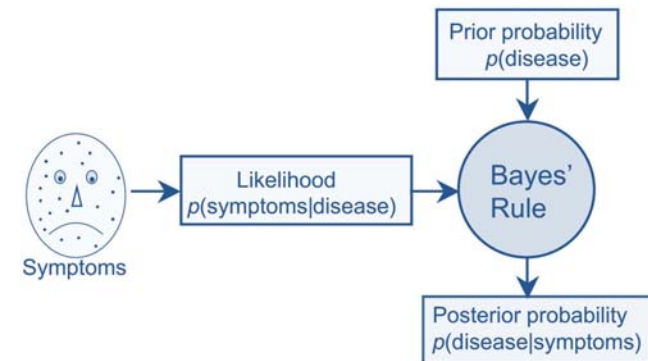 Prior probability
p(disease)
Likelihood
p(symptoms|disease)
Bayes’
Rule
Symptoms
Posterior probability
p(disease|symptoms)